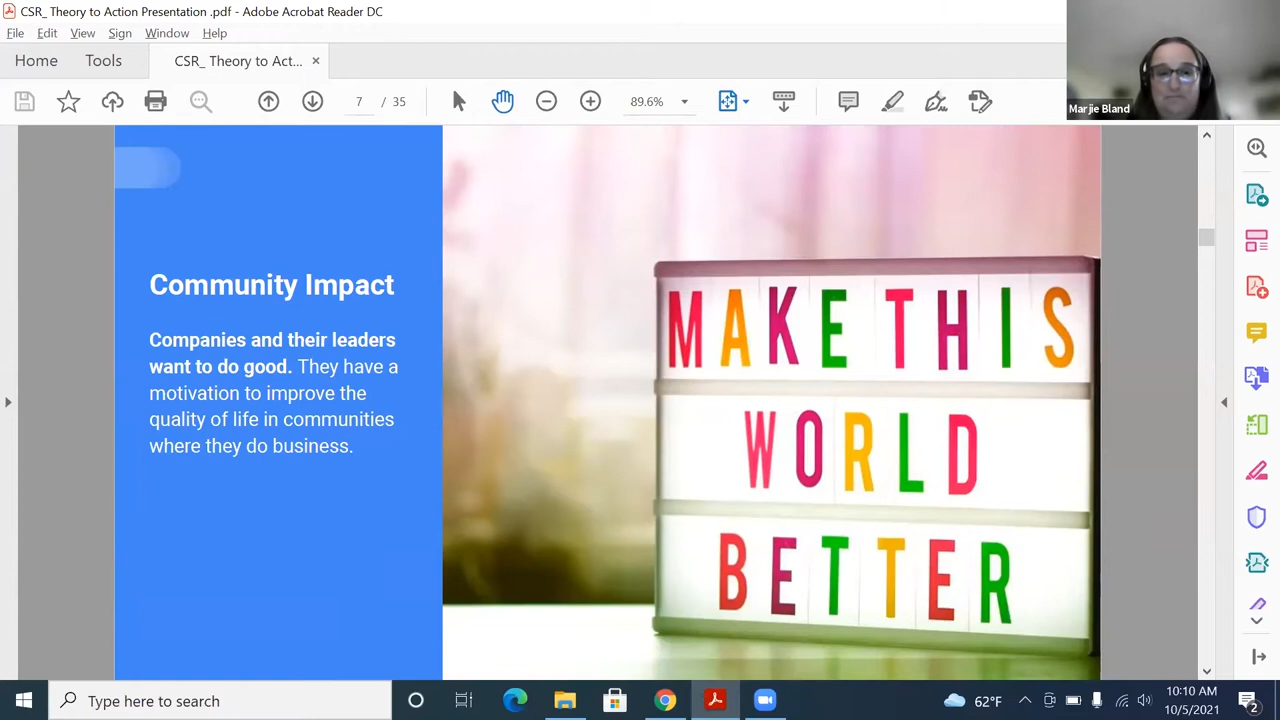 CSR_ Theory to Action Presentation .pdf - Adobe Acrobat Reader DC
File Edit View Sign Window Help
Home Tools CSR_ Theory to Act... ×
7 / 35 89.6%
Marjie Bland
Community Impact
Companies and their leaders
want to do good. They have a
motivation to improve the
quality of life in communities
where they do business.
MAKE THIS
WORLD
BETTER
Type here to search
62°F
10:10 AM
10/5/2021
2